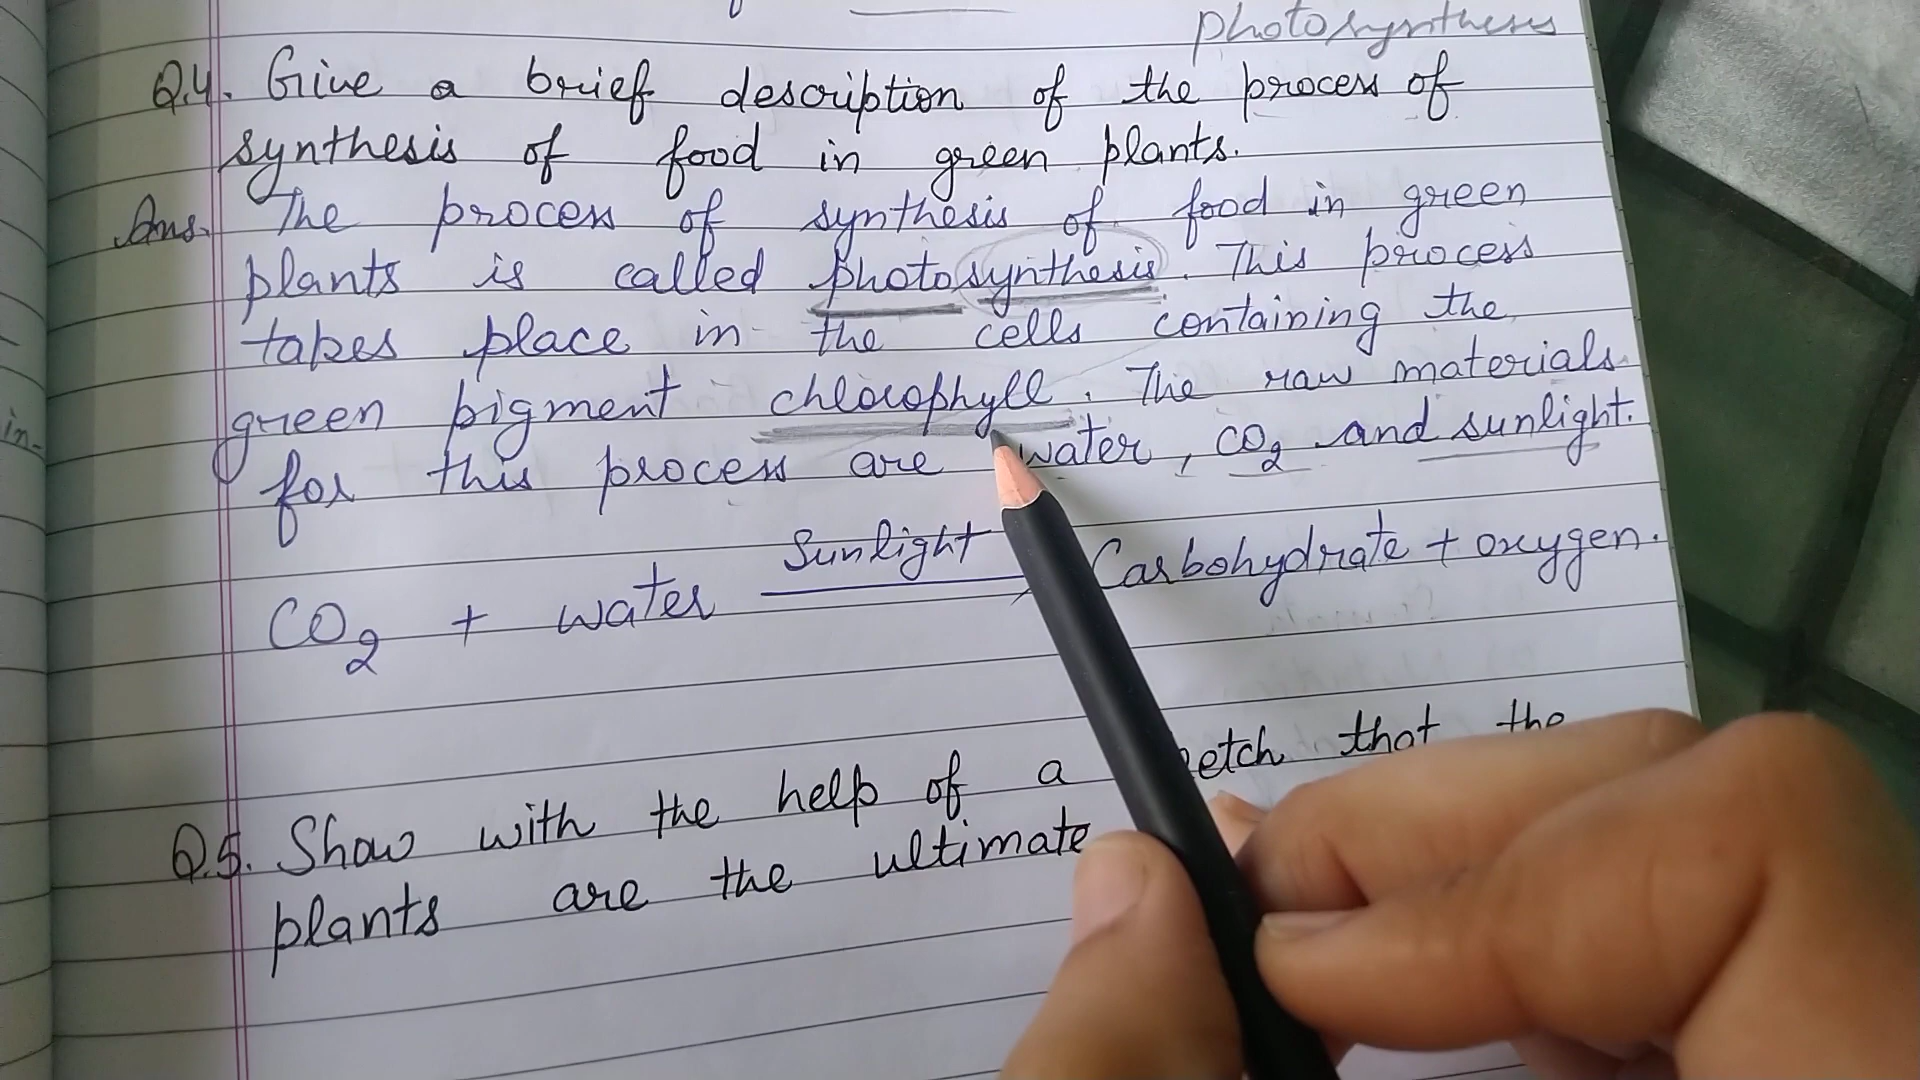 photosynthesis
Q.4. Give a brief description of the process of
synthesis of food in green plants.
Ans. The process of synthesis of food in green
plants is called photosynthesis. This process
takes place in the cells containing the
green pigment chlorophyll. The raw materials
for this process are water, CO2 and sunlight.
Sunlight
CO2 + water → Carbohydrate + oxygen.
Q.5. Show with the help of a that the
plants are the ultimate
in-